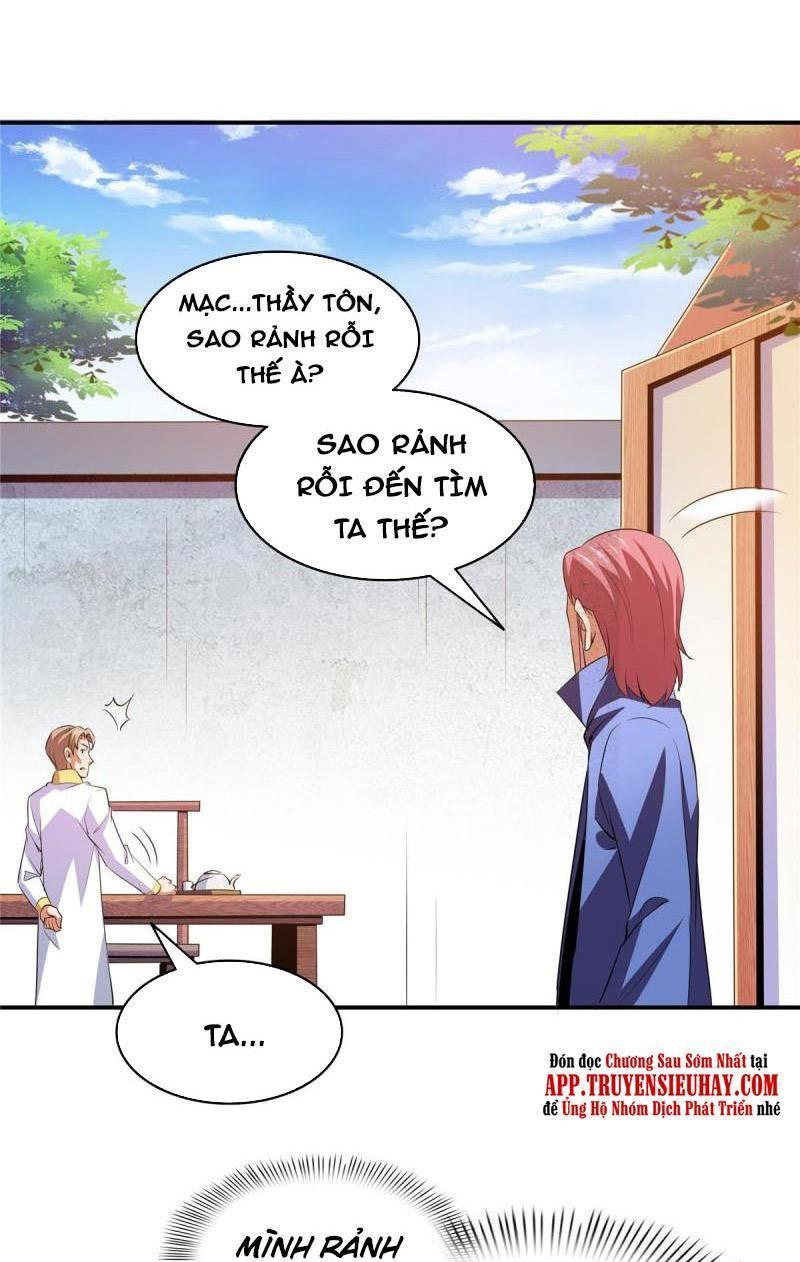 MẠC...THẦY TÔN,
SAO RẢNH RỖI
THẾ À?
SAO RẢNH
RỖI ĐẾN TÌM
TA THẾ?
TA...
Đón đọc Chương Sau Sớm Nhất tại
APP.TRUYENSIEUHAY.COM
để Ủng Hộ Nhóm Dịch Phát Triển nhé
MÌNH RẢNH